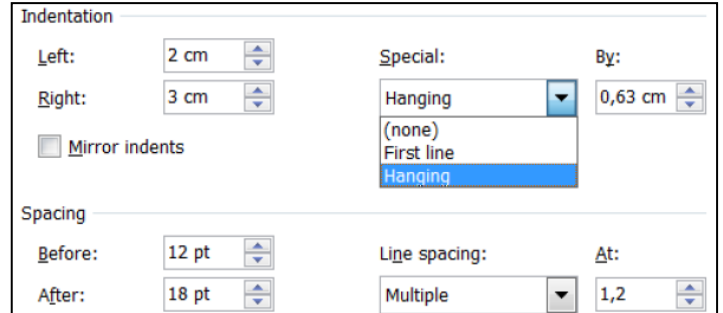 Indentation
Left: 2 cm Special: By:
Right: 3 cm Hanging 0,63 cm
(none)
Mirror indents First line
Hanging
Spacing
Before: 12 pt Line spacing: At:
After: 18 pt Multiple 1,2